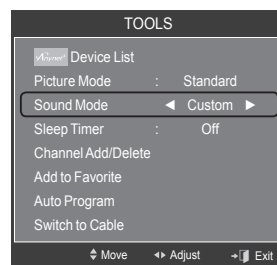 TOOLS
Anynet+ Device List
Picture Mode : Standard
Sound Mode ◄ Custom ►
Sleep Timer : Off
Channel Add/Delete
Add to Favorite
Auto Program
Switch to Cable
Move Adjust Exit